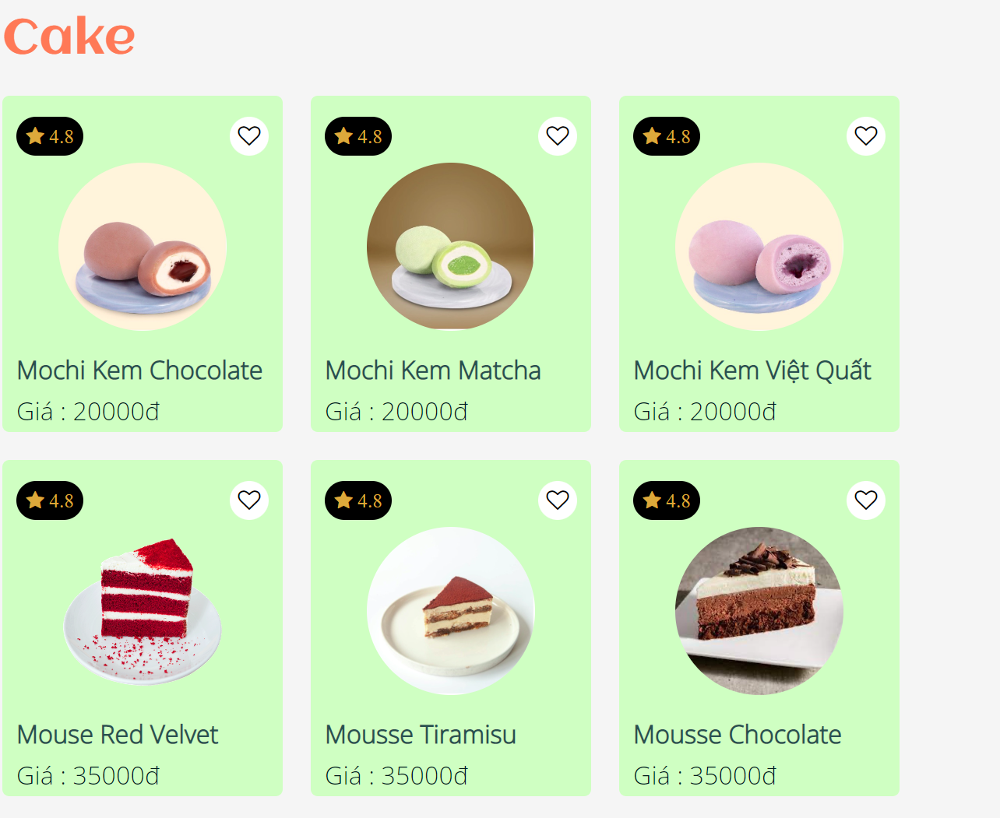 Cake
4.8
4.8
4.8
Mochi Kem Chocolate
Giá : 20000đ
Mochi Kem Matcha
Giá : 20000đ
Mochi Kem Việt Quất
Giá : 20000đ
4.8
4.8
4.8
Mouse Red Velvet
Giá : 35000đ
Mousse Tiramisu
Giá : 35000đ
Mousse Chocolate
Giá : 35000đ